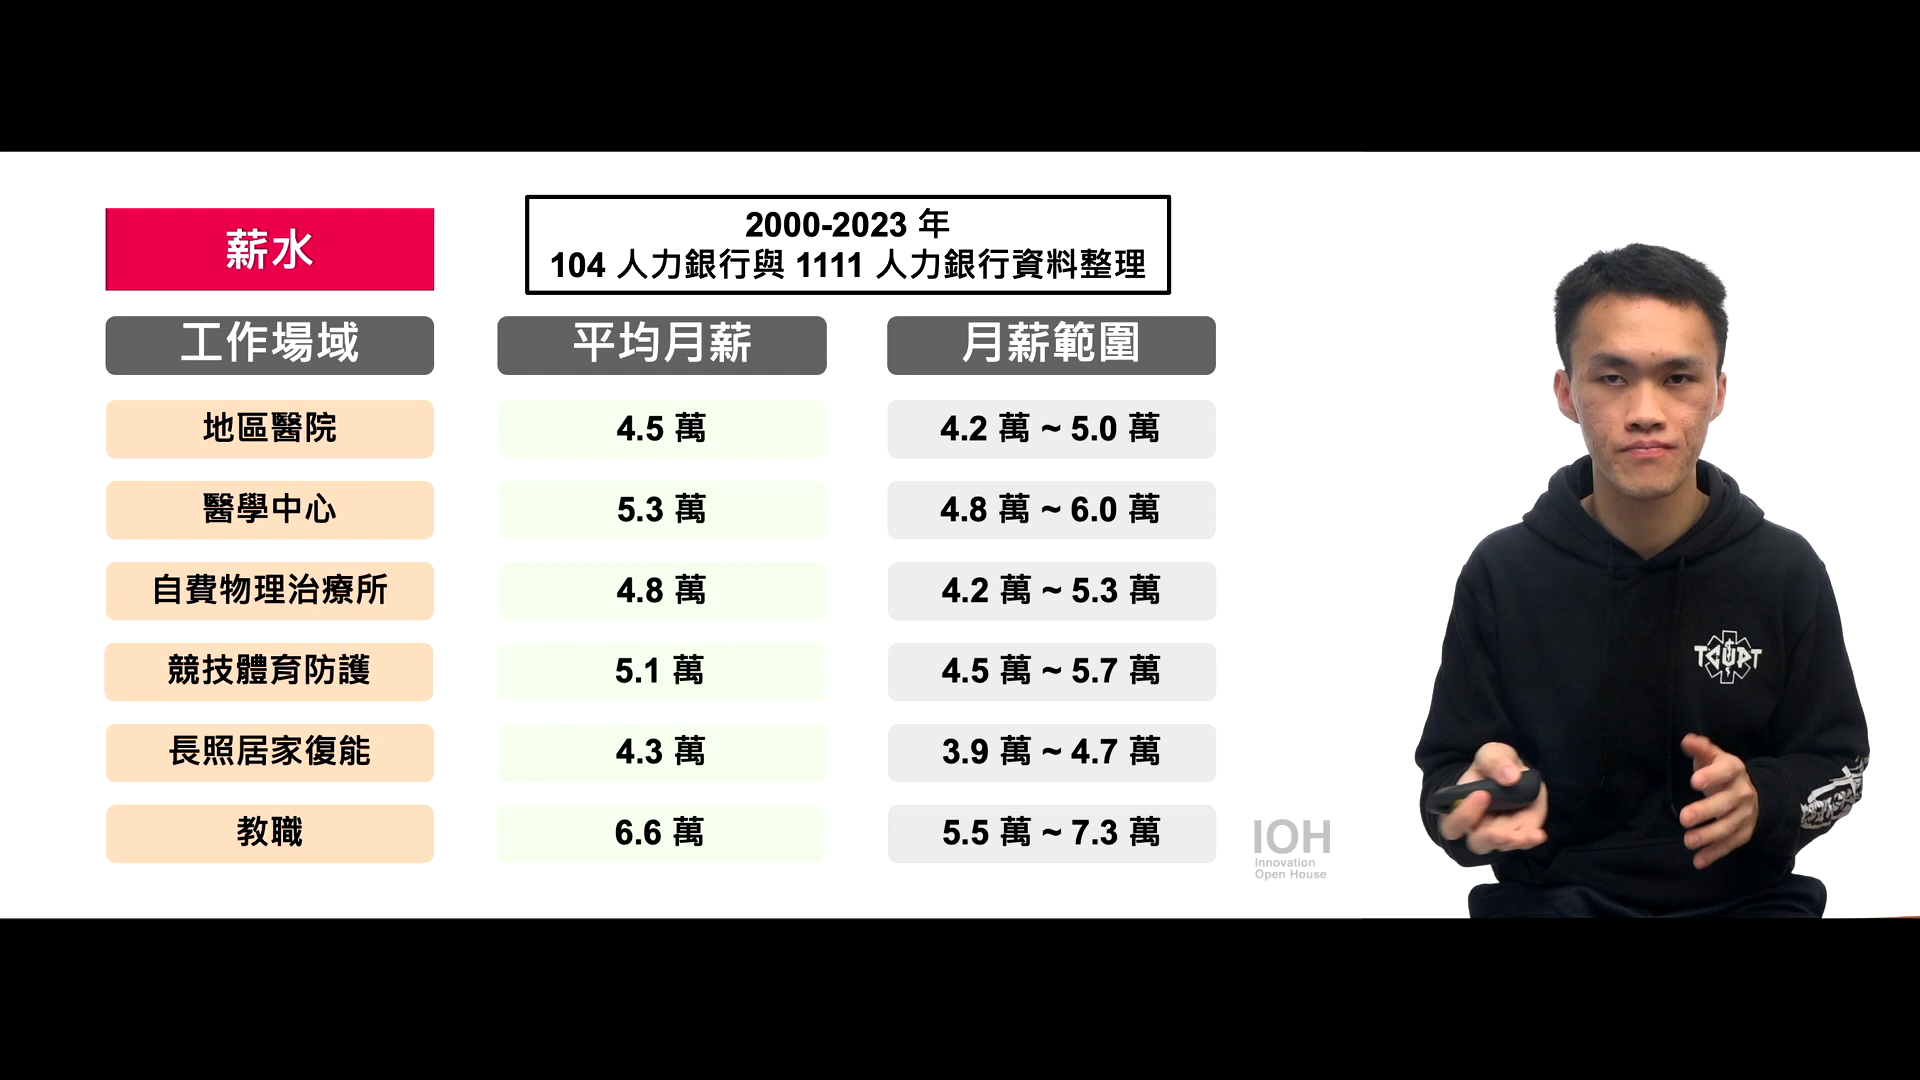 薪水
2000-2023 年
104 人力銀行與 1111 人力銀行資料整理
工作場域 平均月薪 月薪範圍
地區醫院 4.5 萬 4.2 萬 ~ 5.0 萬
醫學中心 5.3 萬 4.8 萬 ~ 6.0 萬
自費物理治療所 4.8 萬 4.2 萬 ~ 5.3 萬
競技體育防護 5.1 萬 4.5 萬 ~ 5.7 萬
長照居家復能 4.3 萬 3.9 萬 ~ 4.7 萬
教職 6.6 萬 5.5 萬 ~ 7.3 萬
IOH
Innovation
Open House
TCUPT